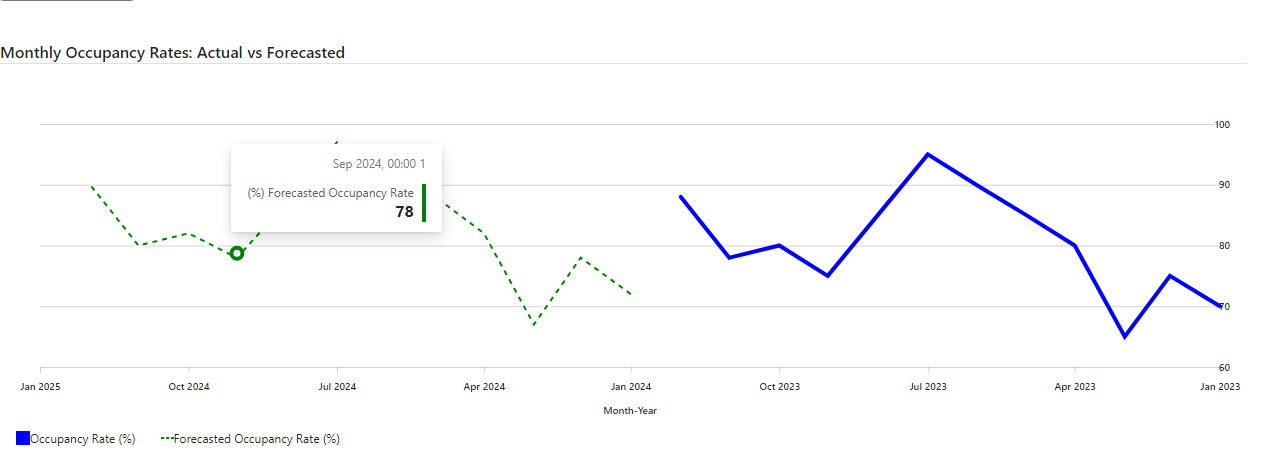 Monthly Occupancy Rates: Actual vs Forecasted
100
Sep 2024, 00:00 1
(%) Forecasted Occupancy Rate
78
90
80
70
60
Jan 2025 Oct 2024 Jul 2024 Apr 2024 Jan 2024 Oct 2023 Jul 2023 Apr 2023 Jan 2023
Month-Year
Occupancy Rate (%) Forecasted Occupancy Rate (%)